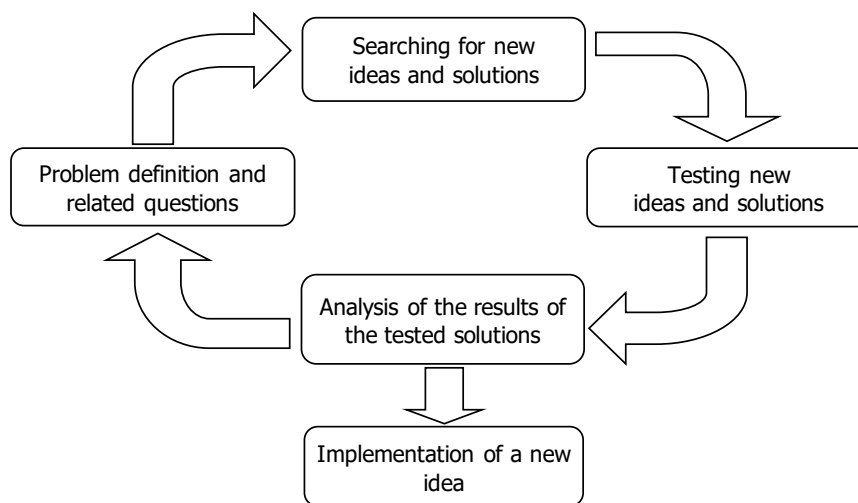 Searching for new
ideas and solutions
Problem definition and
related questions
Testing new
ideas and solutions
Analysis of the results of
the tested solutions
Implementation of a new
idea